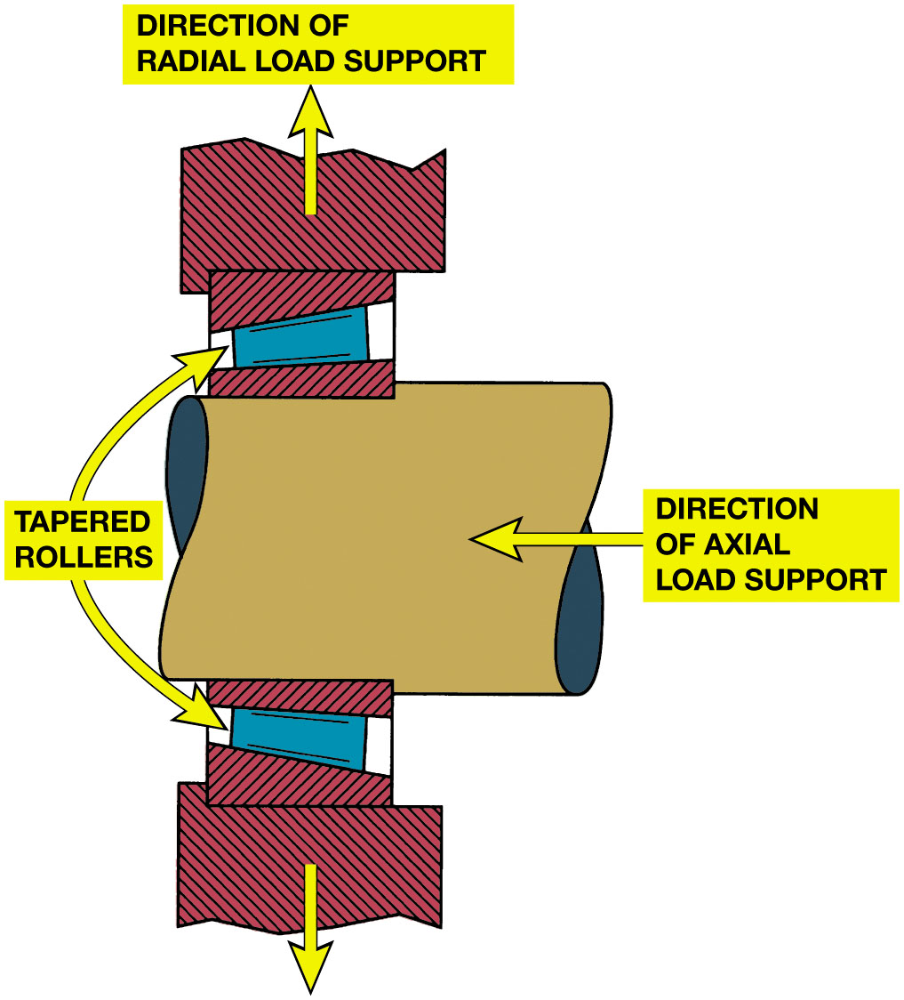 DIRECTION OF
RADIAL LOAD SUPPORT
TAPERED
ROLLERS
DIRECTION
OF AXIAL
LOAD SUPPORT